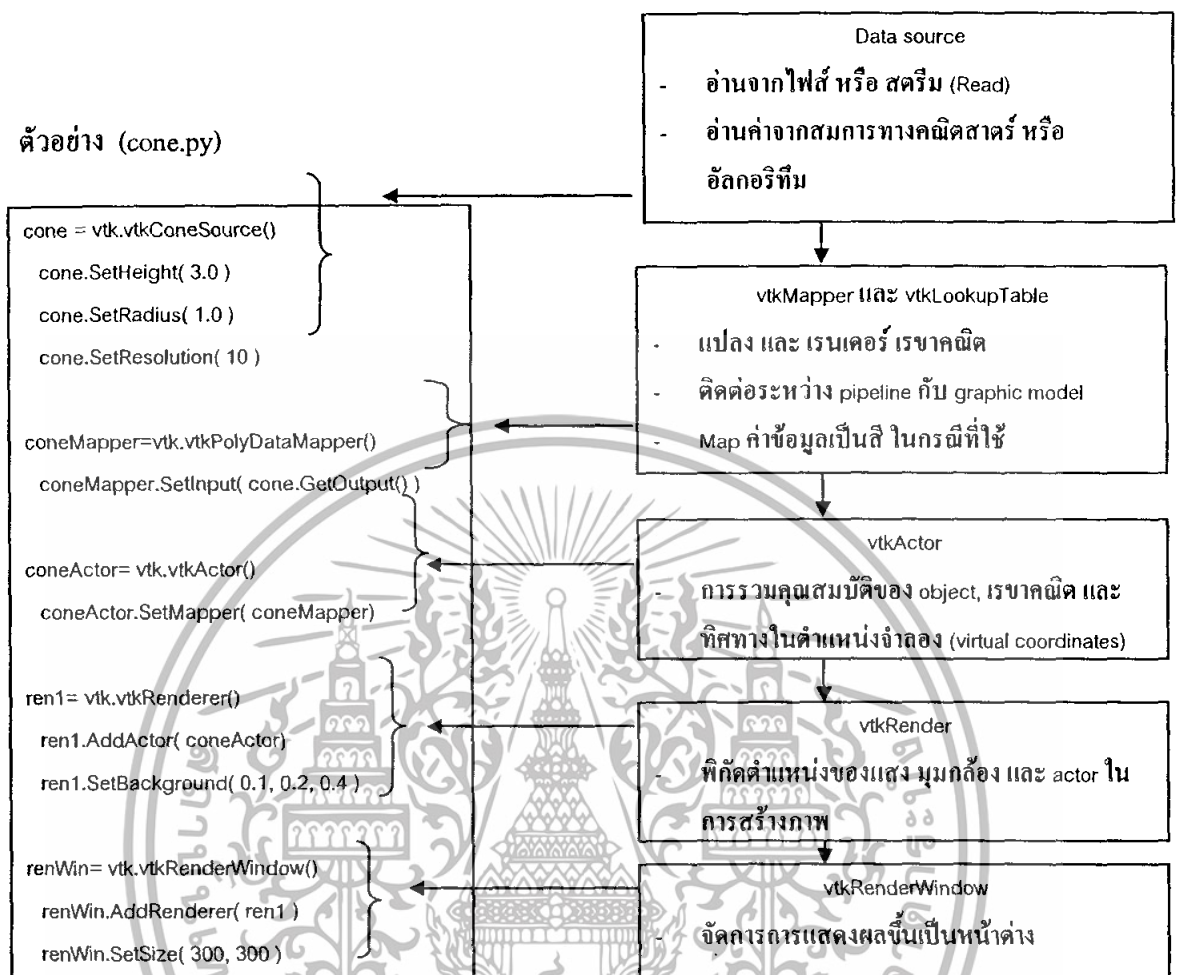 Data source
- อ่านจากไฟส์ หรือ สตรีม (Read)
- อ่านค่าจากสมการทางคณิตสาตร์ หรือ
อัลกอริทึม
ตัวอย่าง (cone.py)
cone = vtk.vtkConeSource()
cone.SetHeight( 3.0 )
cone.SetRadius( 1.0 )
cone.SetResolution( 10 )
coneMapper=vtk.vtkPolyDataMapper()
coneMapper.SetInput( cone.GetOutput() )
coneActor= vtk.vtkActor()
coneActor.SetMapper( coneMapper)
ren1= vtk.vtkRenderer()
ren1.AddActor( coneActor)
ren1.SetBackground( 0.1, 0.2, 0.4 )
renWin= vtk.vtkRenderWindow()
renWin.AddRenderer( ren1 )
renWin.SetSize( 300, 300 )
vtkMapper และ vtkLookupTable
- แปลง และ เรนเดอร์ เรขาคณิต
- ติดต่อระหว่าง pipeline กับ graphic model
- Map ค่าข้อมูลเป็นสี ในกรณีที่ใช้
vtkActor
- การรวมคุณสมบัติของ object, เรขาคณิต และ
ทิศทางในตำแหน่งจำลอง (virtual coordinates)
vtkRender
- พิกัดตำแหน่งของแสง มุมกล้อง และ actor ใน
การสร้างภาพ
vtkRenderWindow
- จัดการการแสดงผลขึ้นเป็นหน้าต่าง